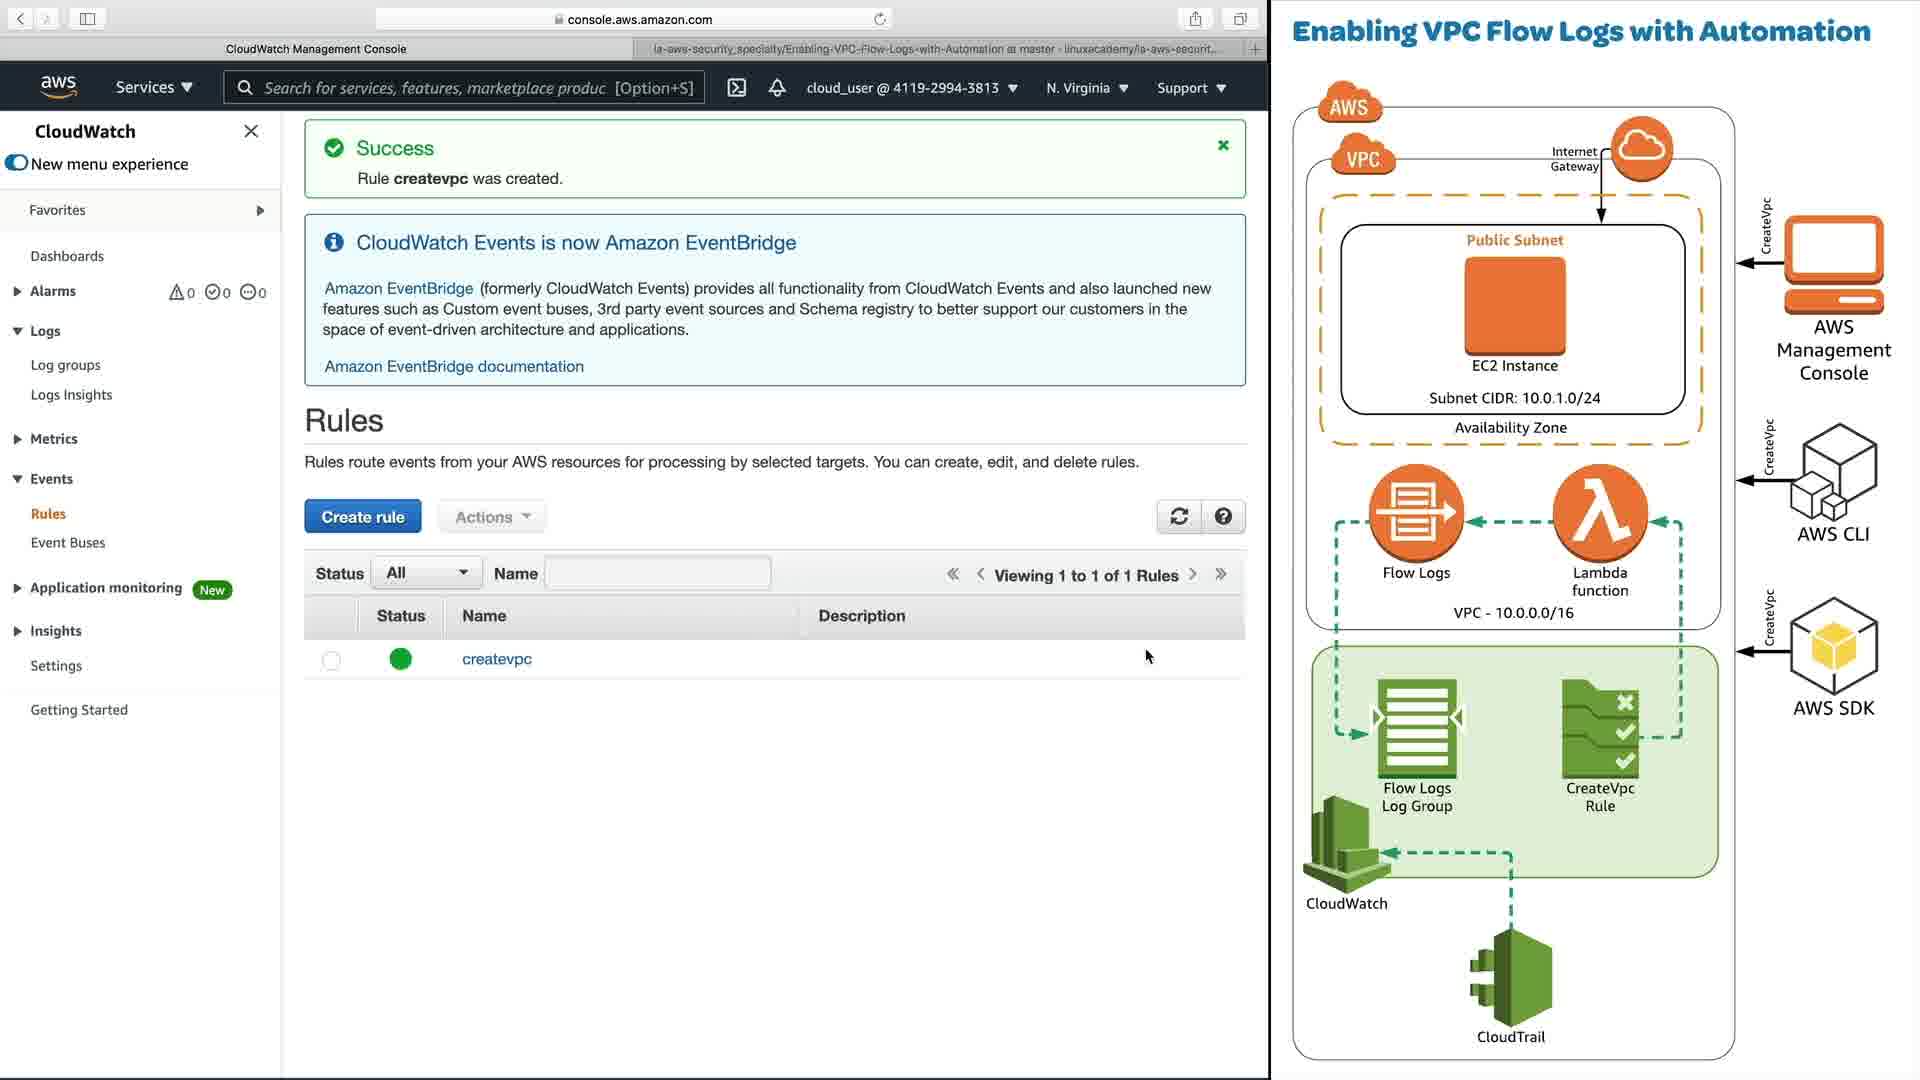 console.aws.amazon.com
CloudWatch Management Console
la-aws-security_specialty/Enabling-VPC-Flow-Logs-with-Automation at master · linuxacademy/la-aws-securit...
aws
Services
Search for services, features, marketplace produc [Option+S]
cloud_user @ 4119-2994-3813
N. Virginia
Support
CloudWatch
New menu experience
Favorites
Dashboards
Alarms
0
0
0
Logs
Log groups
Logs Insights
Metrics
Events
Rules
Event Buses
Application monitoring
New
Insights
Settings
Getting Started
Success
Rule createvpc was created.
CloudWatch Events is now Amazon EventBridge
Amazon EventBridge (formerly CloudWatch Events) provides all functionality from CloudWatch Events and also launched new
features such as Custom event buses, 3rd party event sources and Schema registry to better support our customers in the
space of event-driven architecture and applications.
Amazon EventBridge documentation
Rules
Rules route events from your AWS resources for processing by selected targets. You can create, edit, and delete rules.
Create rule
Actions
Status
All
Name
Viewing 1 to 1 of 1 Rules
Status
Name
Description
createvpc
Enabling VPC Flow Logs with Automation
AWS
VPC
Internet
Gateway
Public Subnet
EC2 Instance
Subnet CIDR: 10.0.1.0/24
Availability Zone
Flow Logs
Lambda
function
VPC - 10.0.0.0/16
Flow Logs
Log Group
CreateVpc
Rule
CloudWatch
CloudTrail
CreateVpc
AWS
Management
Console
CreateVpc
AWS CLI
CreateVpc
AWS SDK